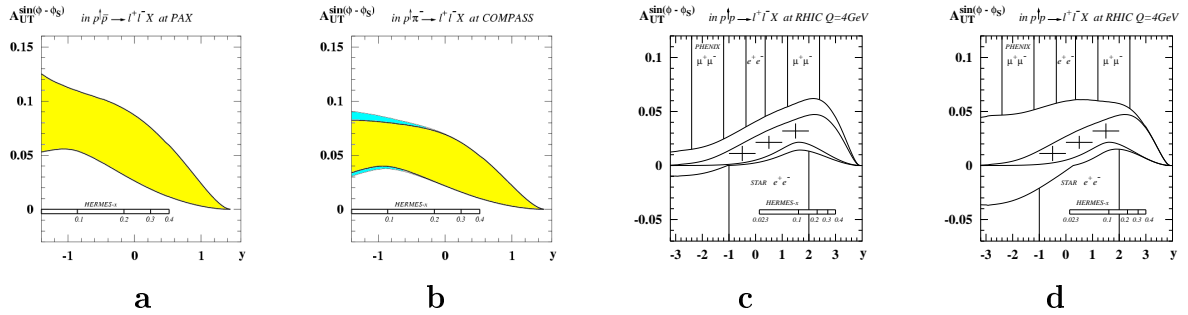 A_UT^sin(φ - φ_S) in p↑p̄ → l⁺l⁻X at PAX
0.15
0.1
0.05
0
HERMES-x
0.1 0.2 0.3 0.4
-1 0 1 y
a
A_UT^sin(φ - φ_S) in p↑π⁻ → l⁺l⁻X at COMPASS
0.15
0.1
0.05
0
HERMES-x
0.1 0.2 0.3 0.4
-1 0 1 y
b
A_UT^sin(φ - φ_S) in p↑p → l⁺l⁻X at RHIC Q=4GeV
0.1
0.05
0
-0.05
PHENIX
μ⁺μ⁻ e⁺e⁻ μ⁺μ⁻
STAR e⁺e⁻
HERMES-x
0.023 0.1 0.2 0.3 0.4
-3 -2 -1 0 1 2 3 y
c
A_UT^sin(φ - φ_S) in p↑p → l⁺l⁻X at RHIC Q=4GeV
0.1
0.05
0
-0.05
PHENIX
μ⁺μ⁻ e⁺e⁻ μ⁺μ⁻
STAR e⁺e⁻
HERMES-x
0.023 0.1 0.2 0.3 0.4
-3 -2 -1 0 1 2 3 4 y
d